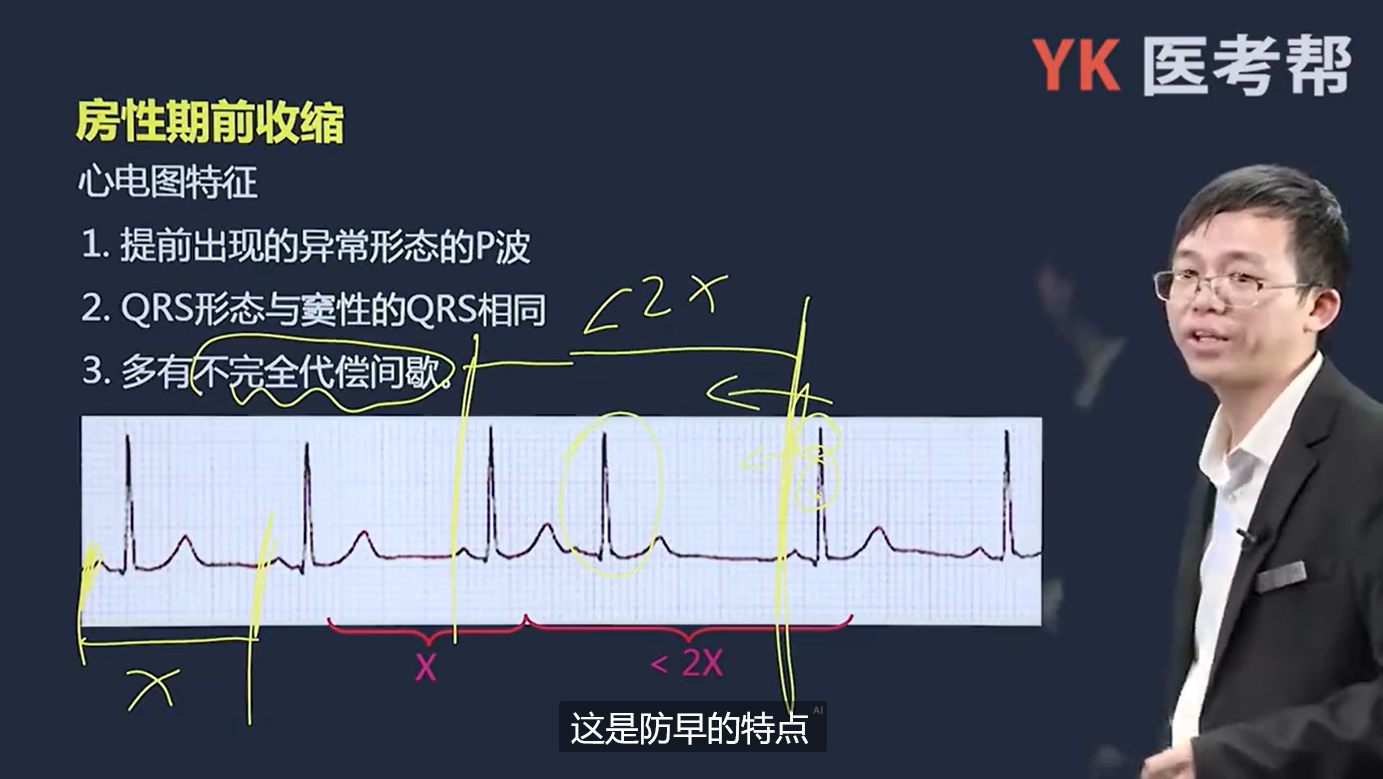 YK 医考帮
房性期前收缩
心电图特征
1. 提前出现的异常形态的P波
2. QRS形态与窦性的QRS相同
<2X
3. 多有不完全代偿间歇。
X
< 2X
X
这是防早的特点
AI